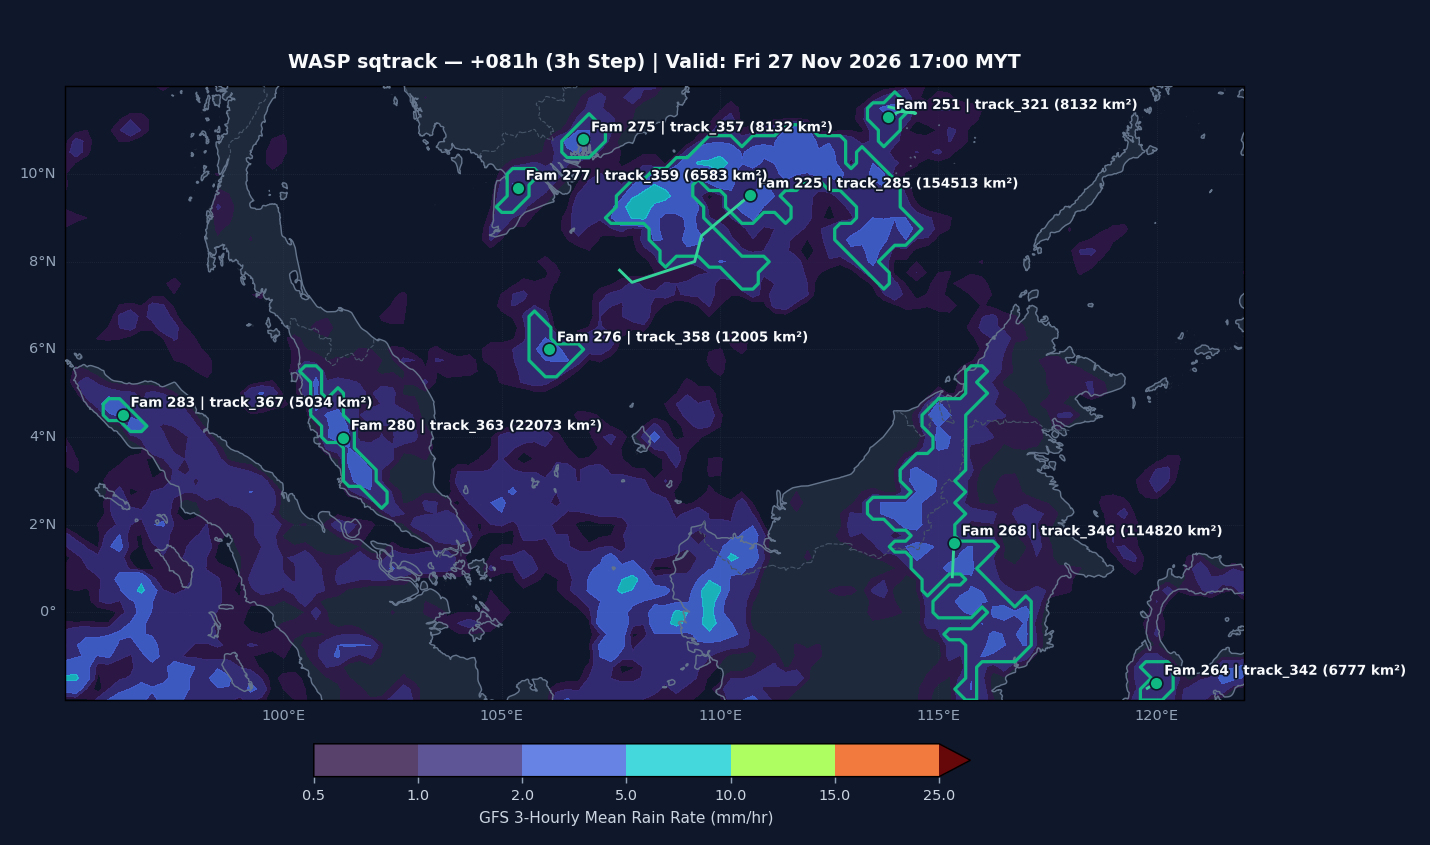 WASP sqtrack — +081h (3h Step) | Valid: Fri 27 Nov 2026 17:00 MYT
Fam 251 | track_321 (8132 km²)
Fam 275 | track_357 (8132 km²)
10°N
Fam 277 | track_359 (6583 km²)
Fam 225 | track_285 (154513 km²)
8°N
6°N
Fam 276 | track_358 (12005 km²)
Fam 283 | track_367 (5034 km²)
4°N
Fam 280 | track_363 (22073 km²)
2°N
Fam 268 | track_346 (114820 km²)
0°
Fam 264 | track_342 (6777 km²)
100°E 105°E 110°E 115°E 120°E
0.5 1.0 2.0 5.0 10.0 15.0 25.0
GFS 3-Hourly Mean Rain Rate (mm/hr)